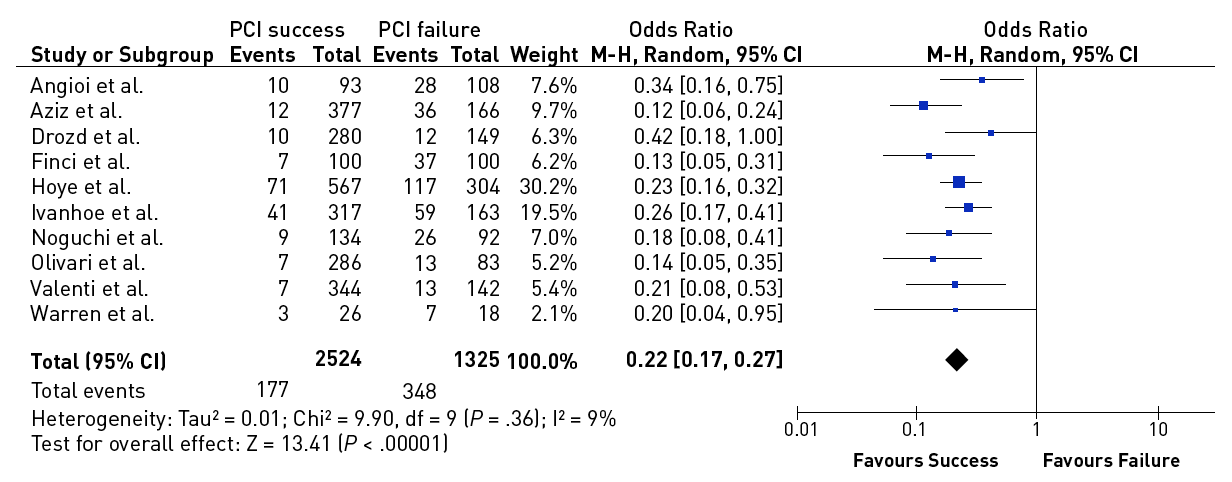 PCI success PCI failure Odds Ratio Odds Ratio
Study or Subgroup Events Total Events Total Weight M-H, Random, 95% CI M-H, Random, 95% CI
Angioi et al. 10 93 28 108 7.6% 0.34 [0.16, 0.75]
Aziz et al. 12 377 36 166 9.7% 0.12 [0.06, 0.24]
Drozd et al. 10 280 12 149 6.3% 0.42 [0.18, 1.00]
Finci et al. 7 100 37 100 6.2% 0.13 [0.05, 0.31]
Hoye et al. 71 567 117 304 30.2% 0.23 [0.16, 0.32]
Ivanhoe et al. 41 317 59 163 19.5% 0.26 [0.17, 0.41]
Noguchi et al. 9 134 26 92 7.0% 0.18 [0.08, 0.41]
Olivari et al. 7 286 13 83 5.2% 0.14 [0.05, 0.35]
Valenti et al. 7 344 13 142 5.4% 0.21 [0.08, 0.53]
Warren et al. 3 26 7 18 2.1% 0.20 [0.04, 0.95]
Total (95% CI) 2524 1325 100.0% 0.22 [0.17, 0.27]
Total events 177 348
Heterogeneity: Tau² = 0.01; Chi² = 9.90, df = 9 (P = .36); I² = 9%
Test for overall effect: Z = 13.41 (P < .00001)
0.01 0.1 1 10
Favours Success Favours Failure